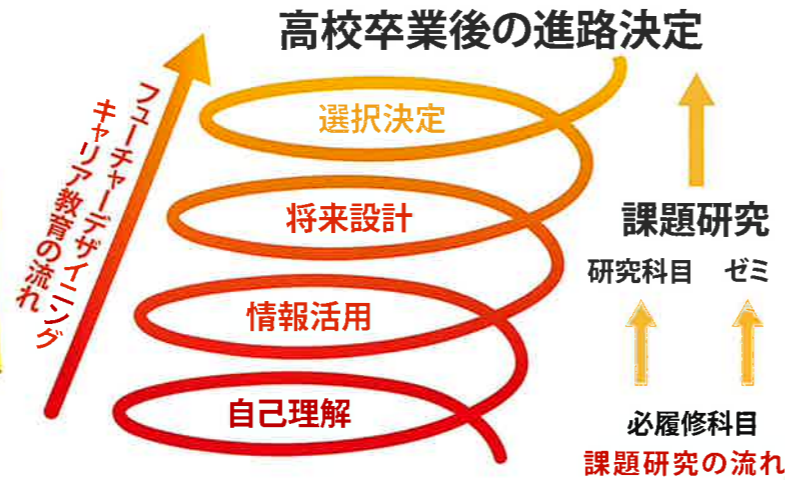 高校卒業後の進路決定
フューチャーデザイニング
キャリア教育の流れ
選択決定
将来設計
情報活用
自己理解
課題研究
研究科目 ゼミ
必履修科目
課題研究の流れ